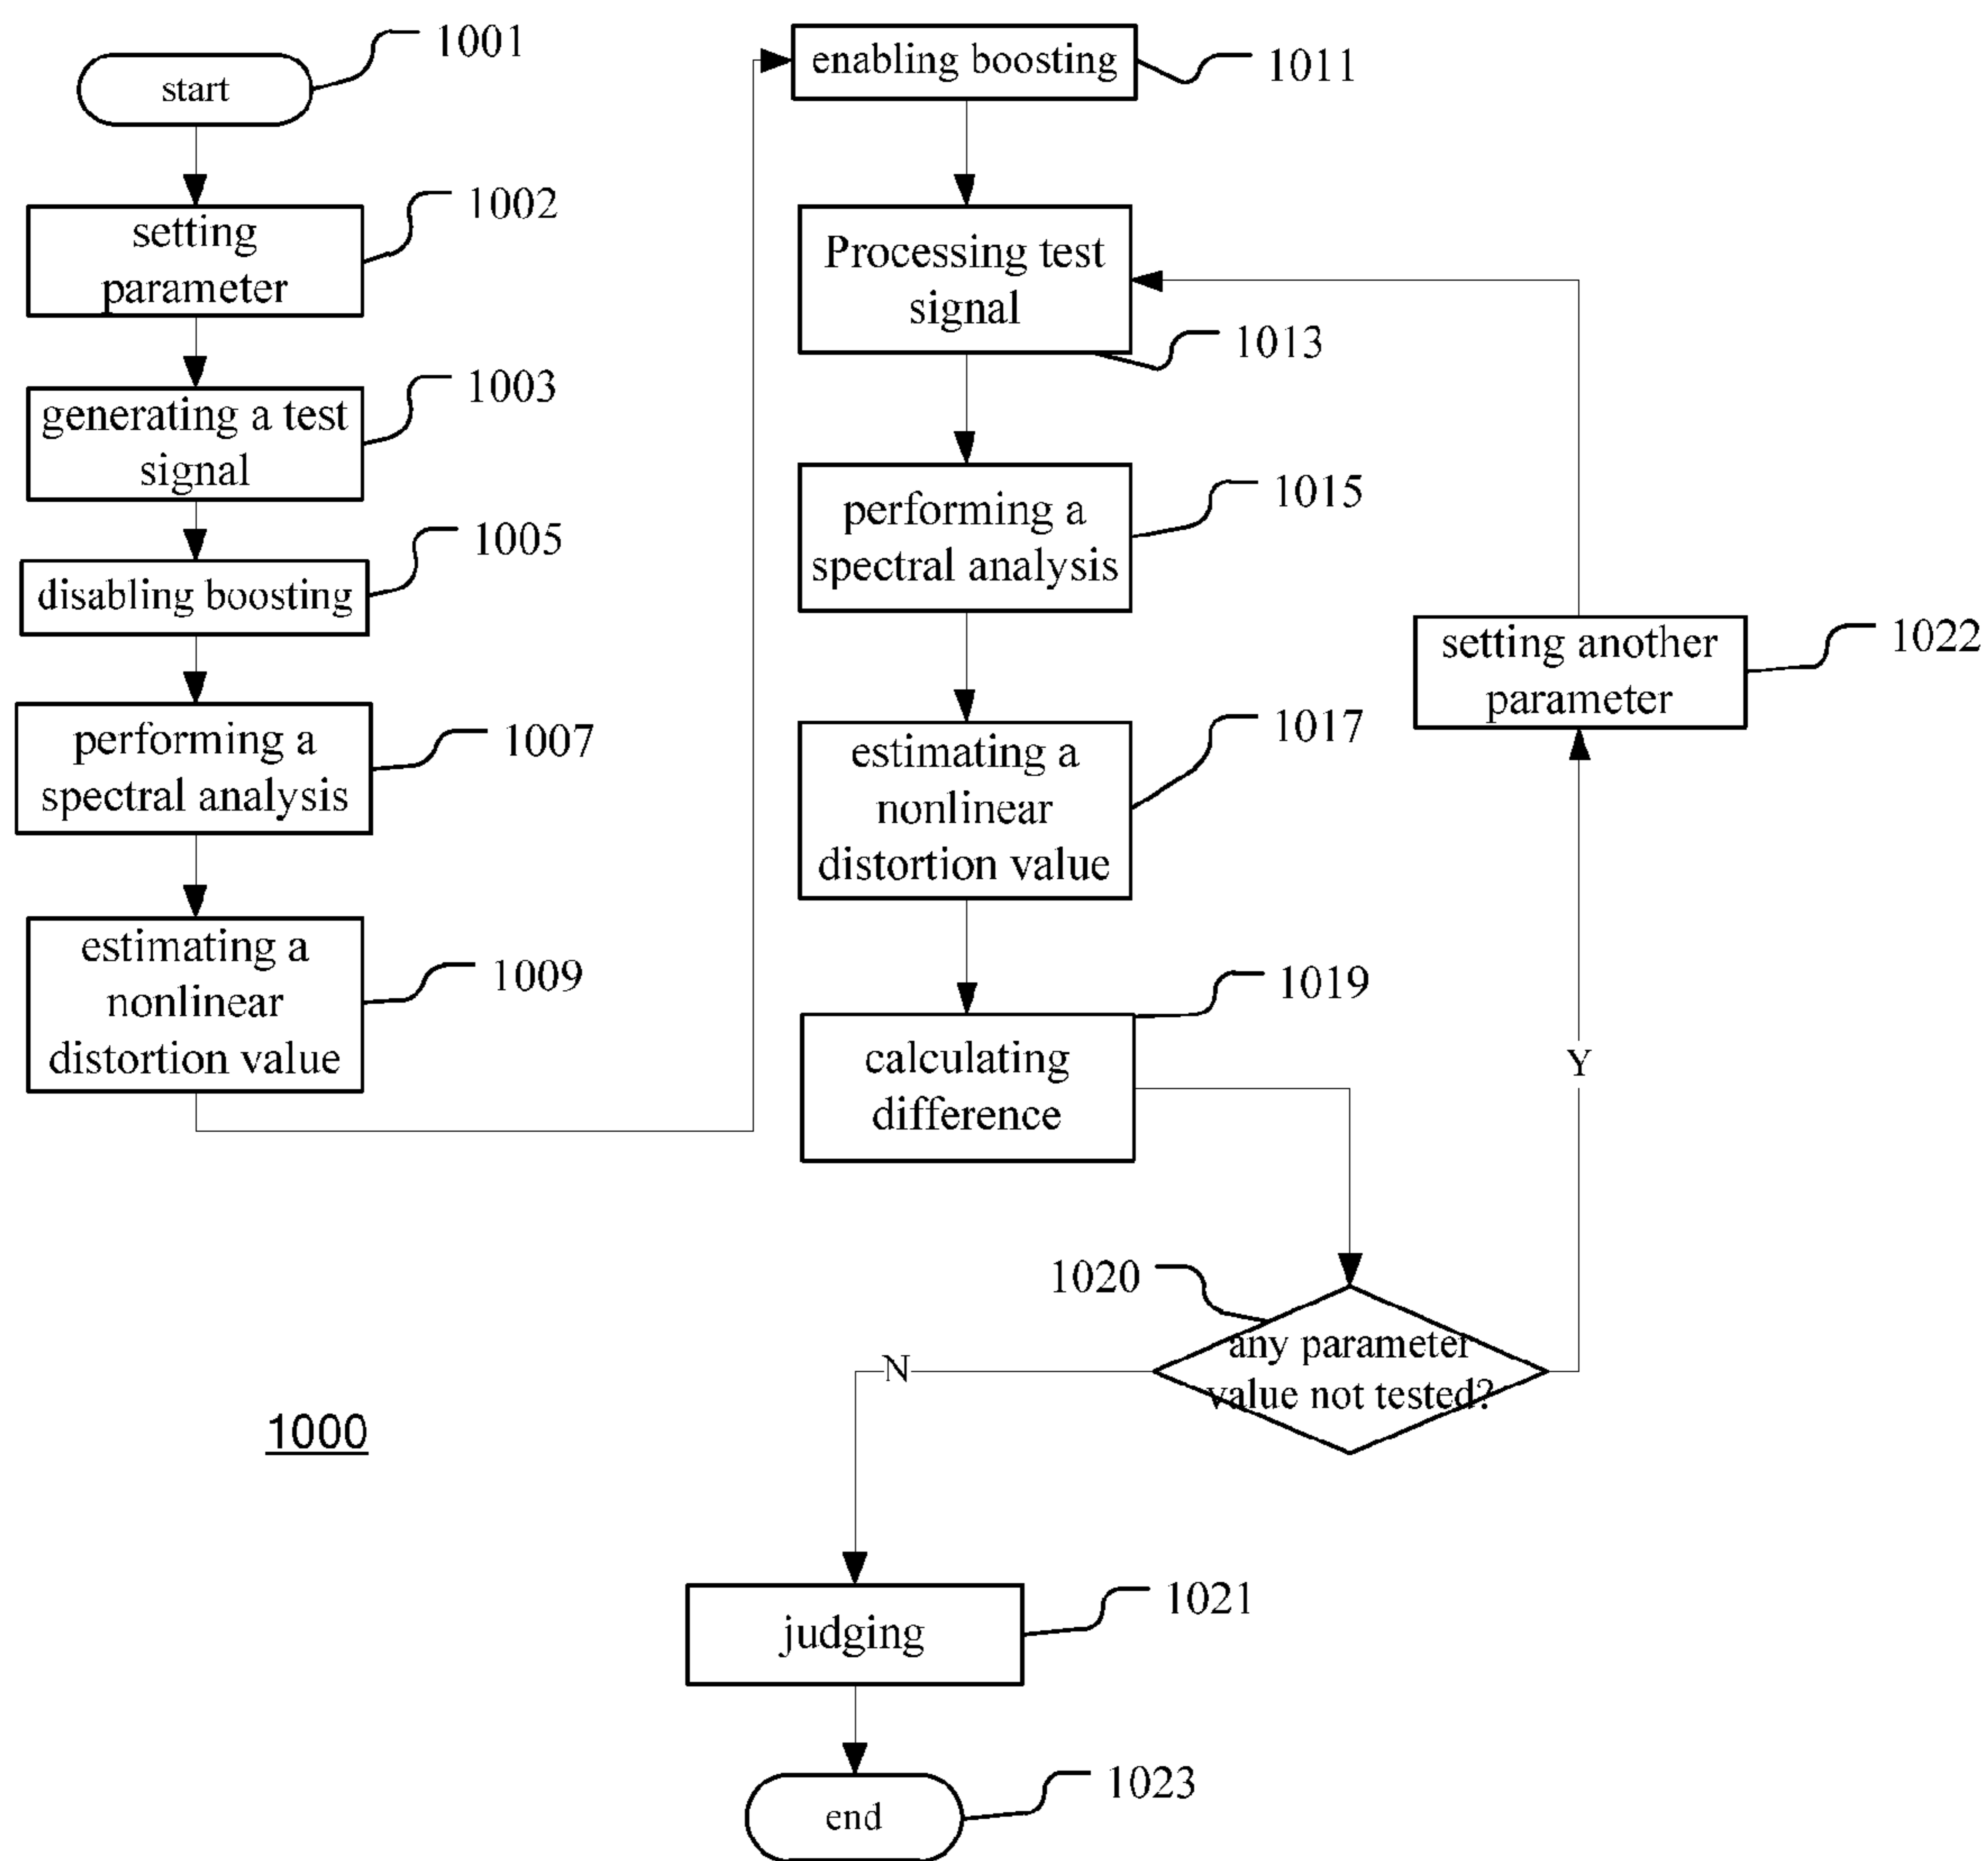 start
1001
setting
parameter
1002
generating a test
signal
1003
disabling boosting
1005
performing a
spectral analysis
1007
estimating a
nonlinear
distortion value
1009
enabling boosting
1011
Processing test
signal
1013
performing a
spectral analysis
1015
estimating a
nonlinear
distortion value
1017
calculating
difference
1019
1020
any parameter
value not tested?
Y
setting another
parameter
1022
N
judging
1021
end
1023
1000